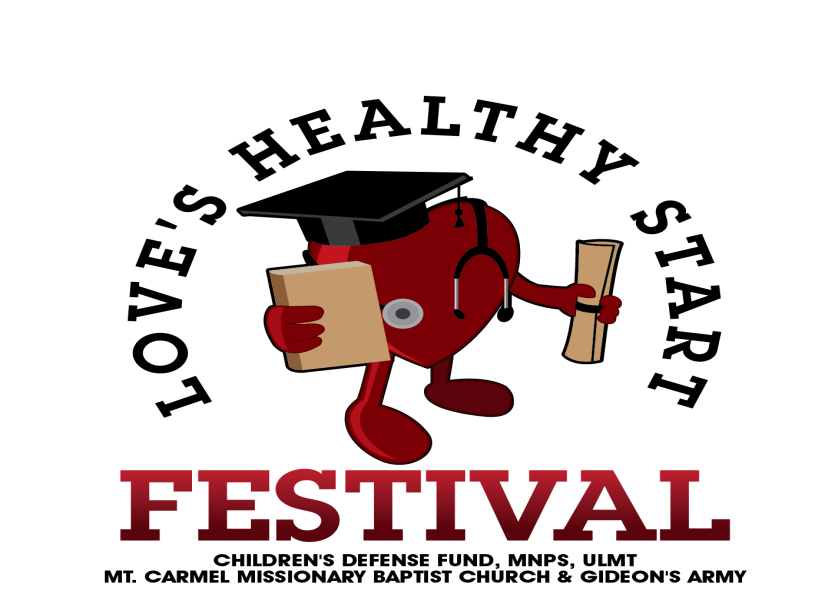 LOVE'S HEALTHY START
FESTIVAL
CHILDREN'S DEFENSE FUND, MNPS, ULMT
MT. CARMEL MISSIONARY BAPTIST CHURCH & GIDEON'S ARMY